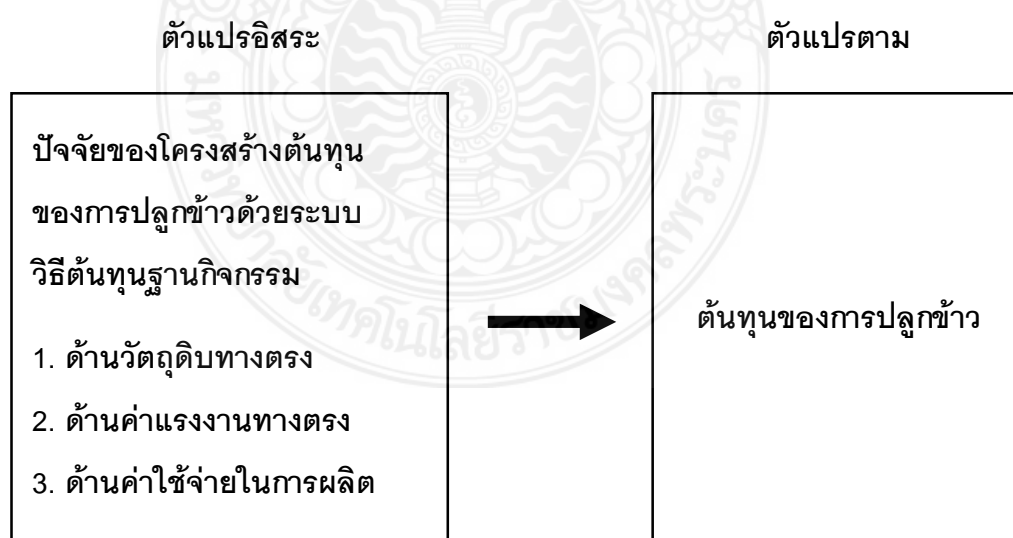 ตัวแปรอิสระ
ตัวแปรตาม
ปัจจัยของโครงสร้างต้นทุน
ของการปลูกข้าวด้วยระบบ
วิธีต้นทุนฐานกิจกรรม
1. ด้านวัตถุดิบทางตรง
2. ด้านค่าแรงงานทางตรง
3. ด้านค่าใช้จ่ายในการผลิต
ต้นทุนของการปลูกข้าว